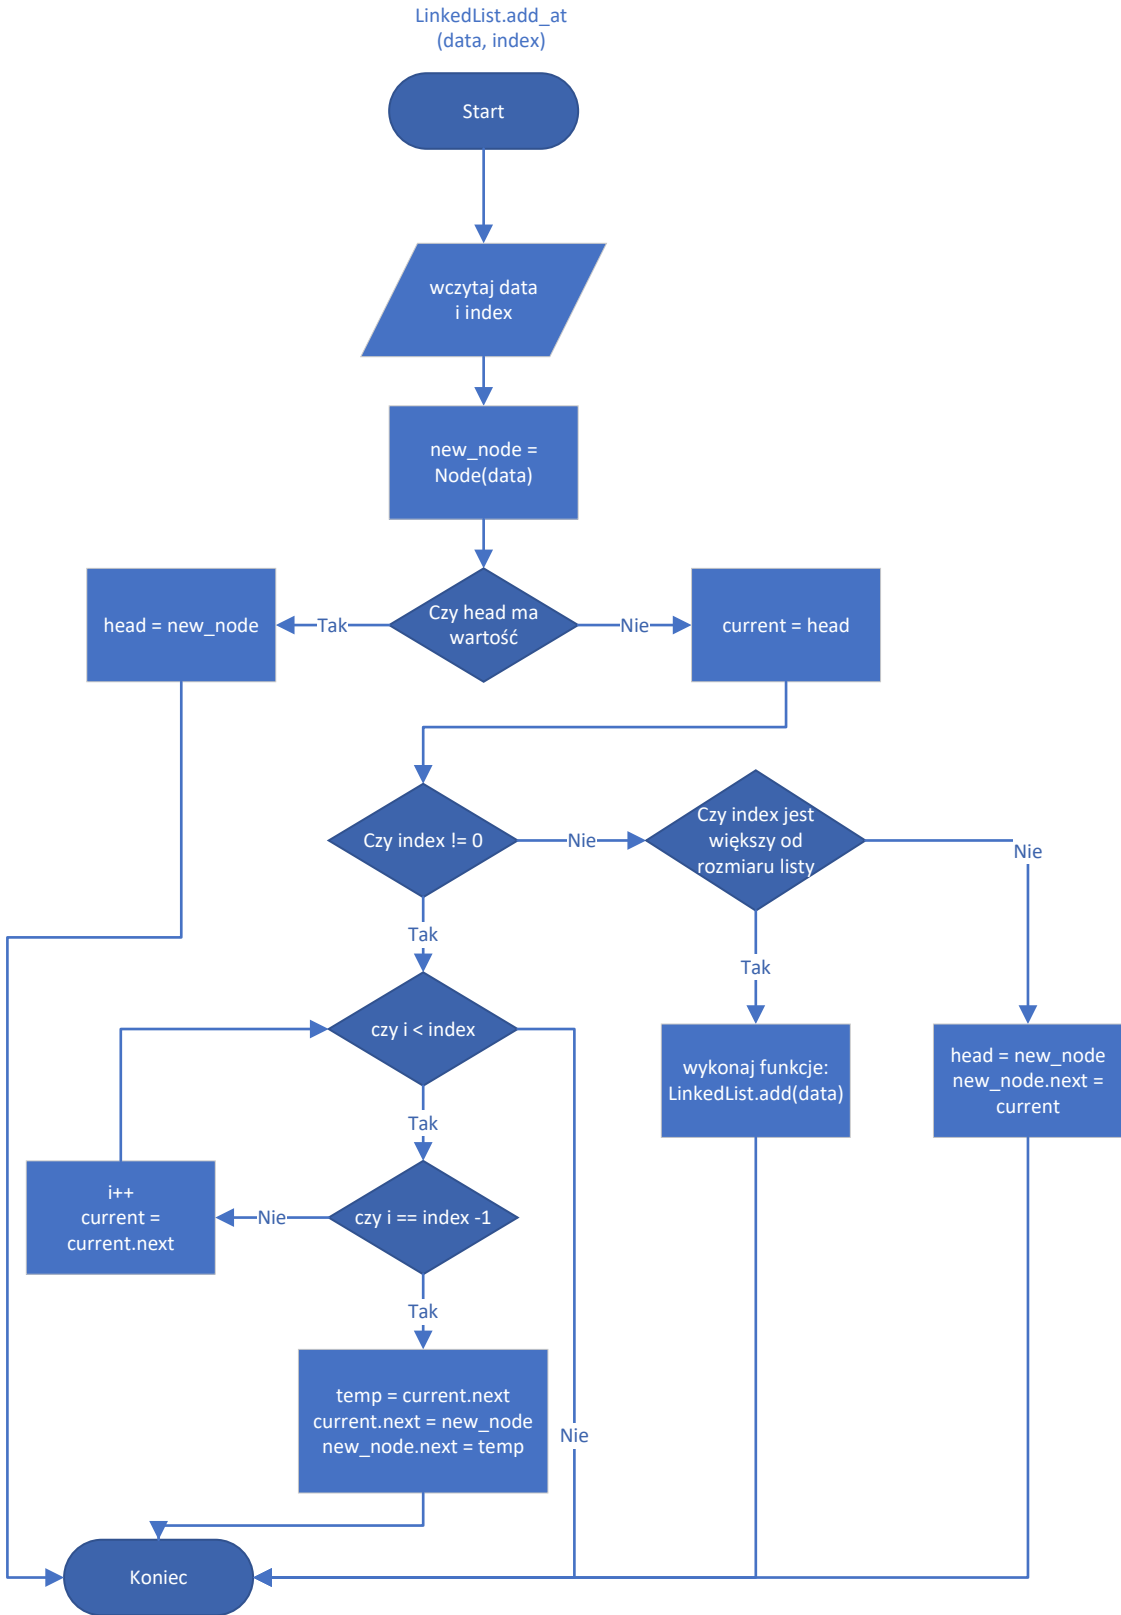 LinkedList.add_at
(data, index)
Start
wczytaj data
i index
new_node =
Node(data)
head = new_node
Tak
Czy head ma
wartość
Nie
current = head
Czy index != 0
Nie
Czy index jest
większy od
rozmiaru listy
Nie
Tak
Tak
czy i < index
wykonaj funkcje:
LinkedList.add(data)
head = new_node
new_node.next =
current
Tak
i++
current =
current.next
Nie
czy i == index -1
Tak
temp = current.next
current.next = new_node
new_node.next = temp
Nie
Koniec